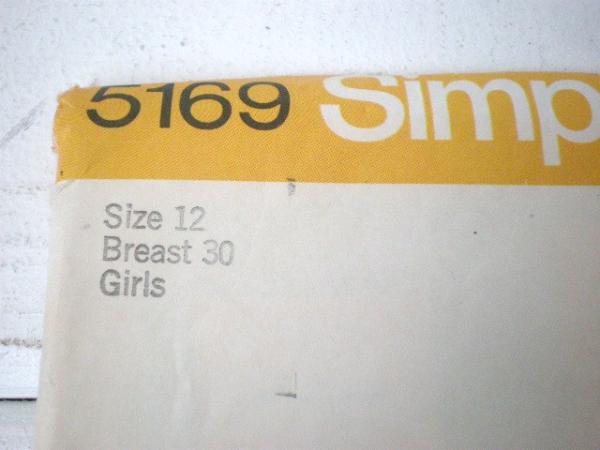 5169 Simp
Size 12
Breast 30
Girls